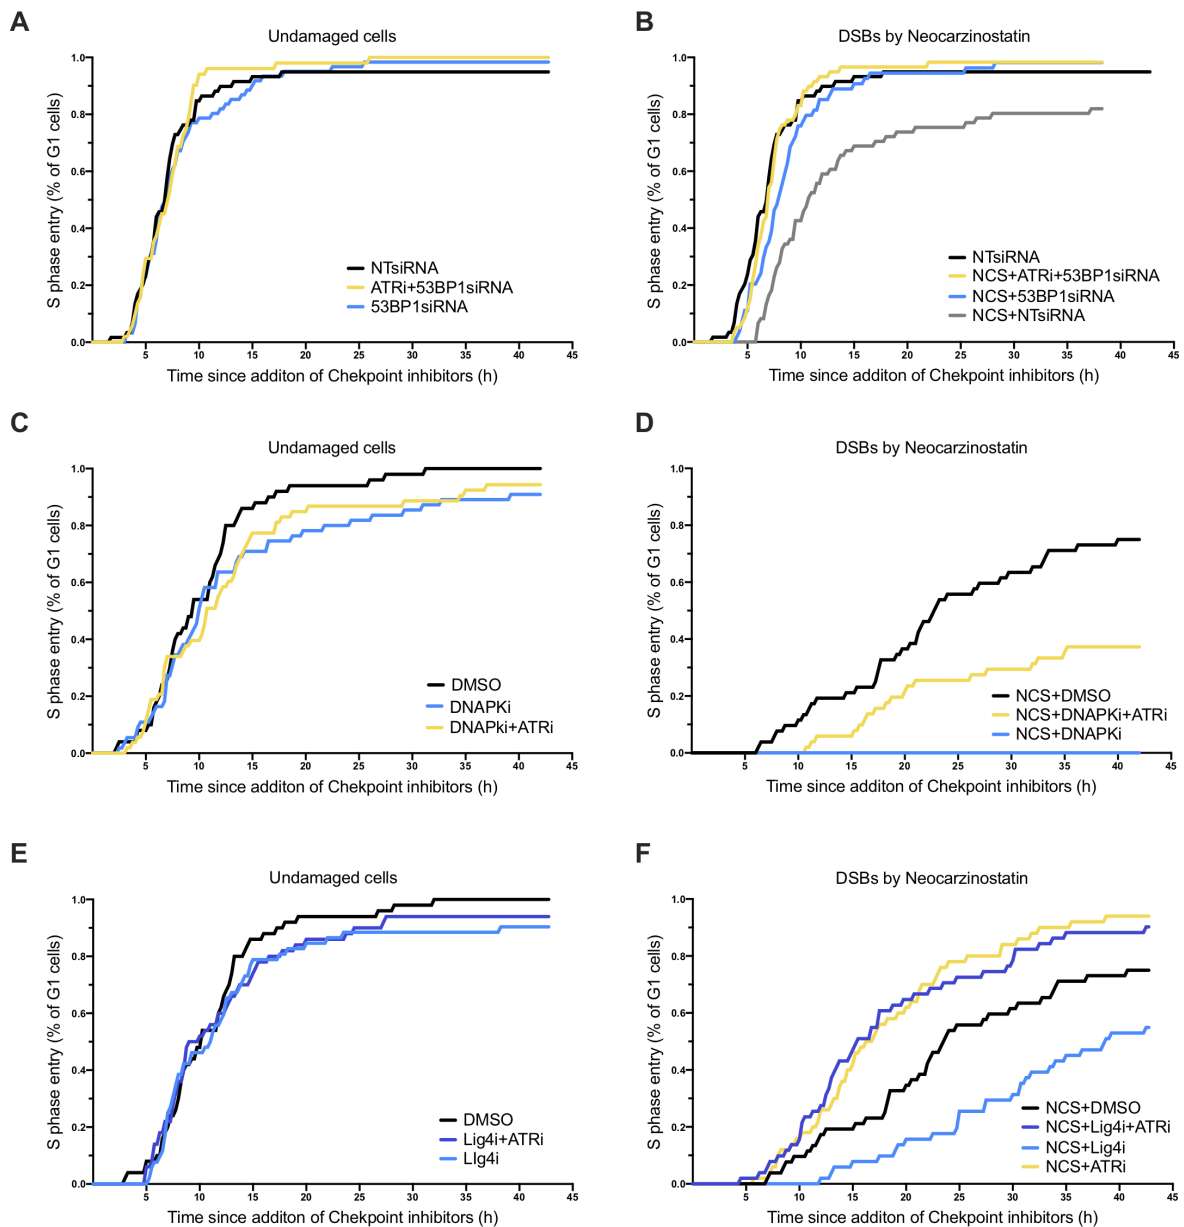 A
Undamaged cells
S phase entry (% of G1 cells)
1.0
0.8
0.6
0.4
0.2
0.0
NTsiRNA
ATRi+53BP1siRNA
53BP1siRNA
5 10 15 20 25 30 35 40 45
Time since additon of Chekpoint inhibitors (h)
B
DSBs by Neocarzinostatin
S phase entry (% of G1 cells)
1.0
0.8
0.6
0.4
0.2
0.0
NTsiRNA
NCS+ATRi+53BP1siRNA
NCS+53BP1siRNA
NCS+NTsiRNA
5 10 15 20 25 30 35 40 45
Time since additon of Chekpoint inhibitors (h)
C
Undamaged cells
S phase entry (% of G1 cells)
1.0
0.8
0.6
0.4
0.2
0.0
DMSO
DNAPKi
DNAPki+ATRi
5 10 15 20 25 30 35 40 45
Time since additon of Chekpoint inhibitors (h)
D
DSBs by Neocarzinostatin
S phase entry (% of G1 cells)
1.0
0.8
0.6
0.4
0.2
0.0
NCS+DMSO
NCS+DNAPKi+ATRi
NCS+DNAPKi
5 10 15 20 25 30 35 40 45
Time since additon of Chekpoint inhibitors (h)
E
Undamaged cells
S phase entry (% of G1 cells)
1.0
0.8
0.6
0.4
0.2
0.0
DMSO
Lig4i+ATRi
LIg4i
5 10 15 20 25 30 35 40 45
Time since additon of Chekpoint inhibitors (h)
F
DSBs by Neocarzinostatin
S phase entry (% of G1 cells)
1.0
0.8
0.6
0.4
0.2
0.0
NCS+DMSO
NCS+Lig4i+ATRi
NCS+Lig4i
NCS+ATRi
5 10 15 20 25 30 35 40 45
Time since additon of Chekpoint inhibitors (h)